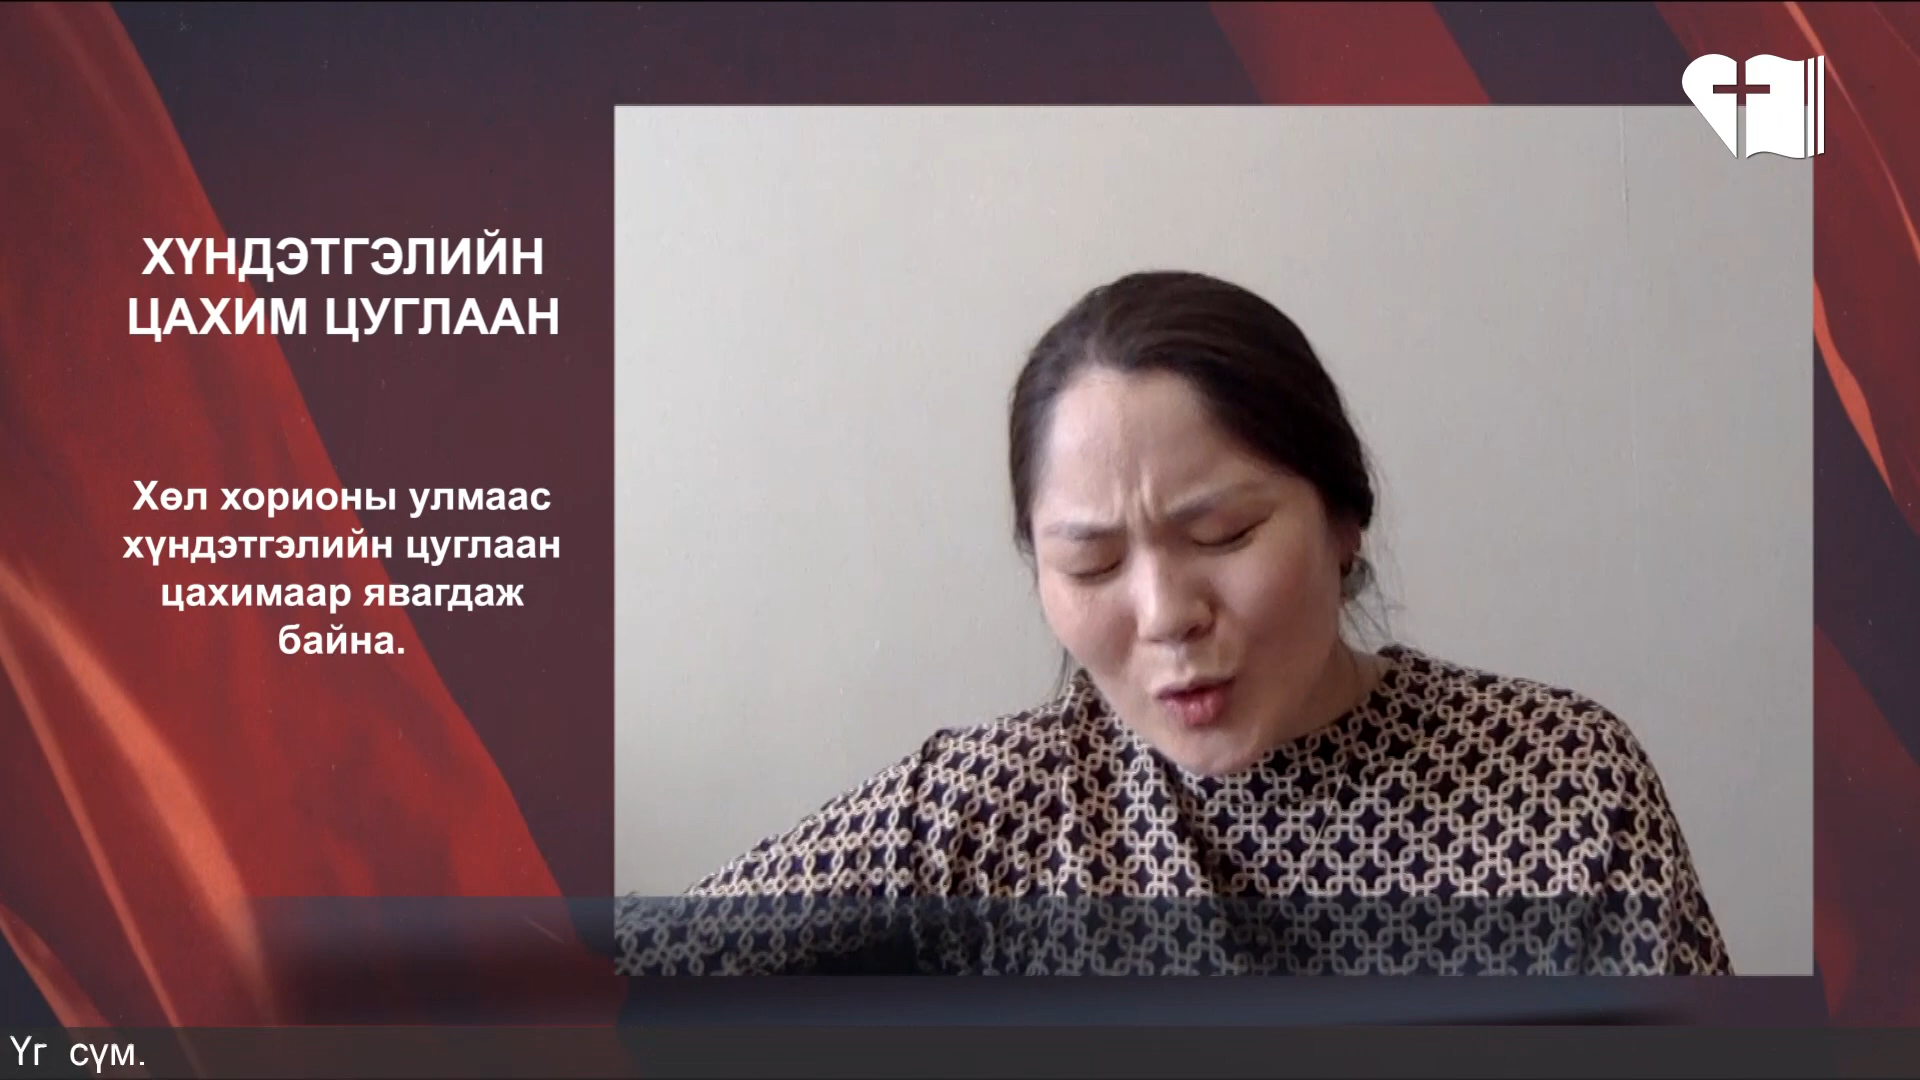 ХҮНДЭТГЭЛИЙН
ЦАХИМ ЦУГЛААН
Хөл хорионы улмаас
хүндэтгэлийн цуглаан
цахимаар явагдаж
байна.
Үг сүм.